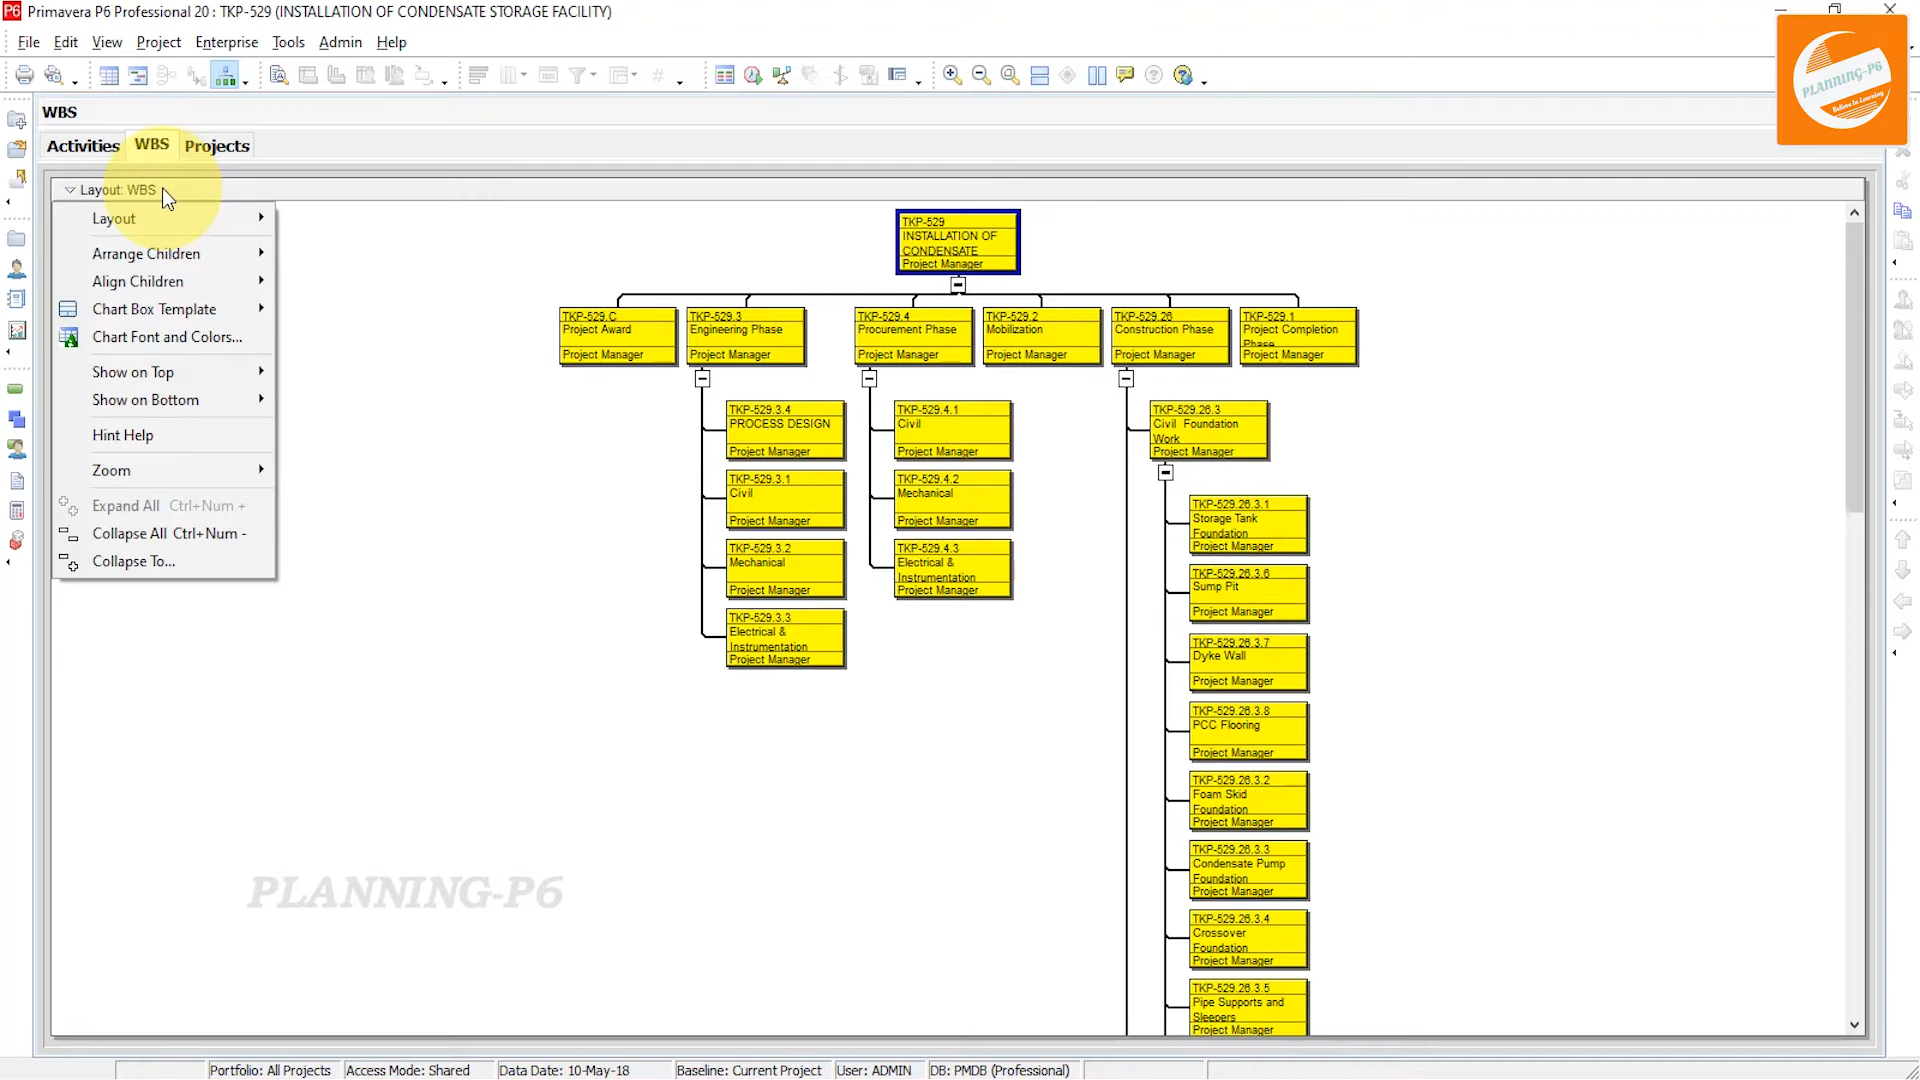 P6 Primavera P6 Professional 20 : TKP-529 (INSTALLATION OF CONDENSATE STORAGE FACILITY)
File Edit View Project Enterprise Tools Admin Help
PLANNING-P6
Believe In Learning
WBS
Activities WBS Projects
Layout: WBS
Layout
Arrange Children
Align Children
Chart Box Template
Chart Font and Colors...
Show on Top
Show on Bottom
Hint Help
Zoom
Expand All Ctrl+Num +
Collapse All Ctrl+Num -
Collapse To...
TKP-529
INSTALLATION OF
CONDENSATE
Project Manager
TKP-529.C
Project Award
Project Manager
TKP-529.3
Engineering Phase
Project Manager
TKP-529.4
Procurement Phase
Project Manager
TKP-529.2
Mobilization
Project Manager
TKP-529.26
Construction Phase
Project Manager
TKP-529.1
Project Completion
Phase
Project Manager
TKP-529.3.4
PROCESS DESIGN
Project Manager
TKP-529.3.1
Civil
Project Manager
TKP-529.3.2
Mechanical
Project Manager
TKP-529.3.3
Electrical &
Instrumentation
Project Manager
TKP-529.4.1
Civil
Project Manager
TKP-529.4.2
Mechanical
Project Manager
TKP-529.4.3
Electrical &
Instrumentation
Project Manager
TKP-529.26.3
Civil Foundation
Work
Project Manager
TKP-529.26.3.1
Storage Tank
Foundation
Project Manager
TKP-529.26.3.6
Sump Pit
Project Manager
TKP-529.26.3.7
Dyke Wall
Project Manager
TKP-529.26.3.8
PCC Flooring
Project Manager
TKP-529.26.3.2
Foam Skid
Foundation
Project Manager
TKP-529.26.3.3
Condensate Pump
Foundation
Project Manager
TKP-529.26.3.4
Crossover
Foundation
Project Manager
TKP-529.26.3.5
Pipe Supports and
Sleepers
Project Manager
PLANNING-P6
Portfolio: All Projects Access Mode: Shared Data Date: 10-May-18 Baseline: Current Project User: ADMIN DB: PMDB (Professional)